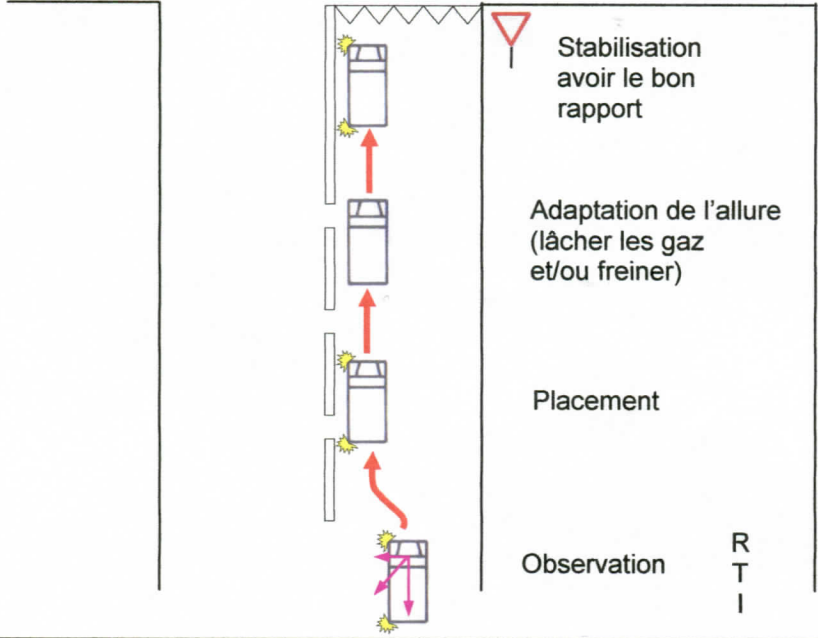 Stabilisation
avoir le bon
rapport
Adaptation de l'allure
(lâcher les gaz
et/ou freiner)
Placement
Observation
R
T
I